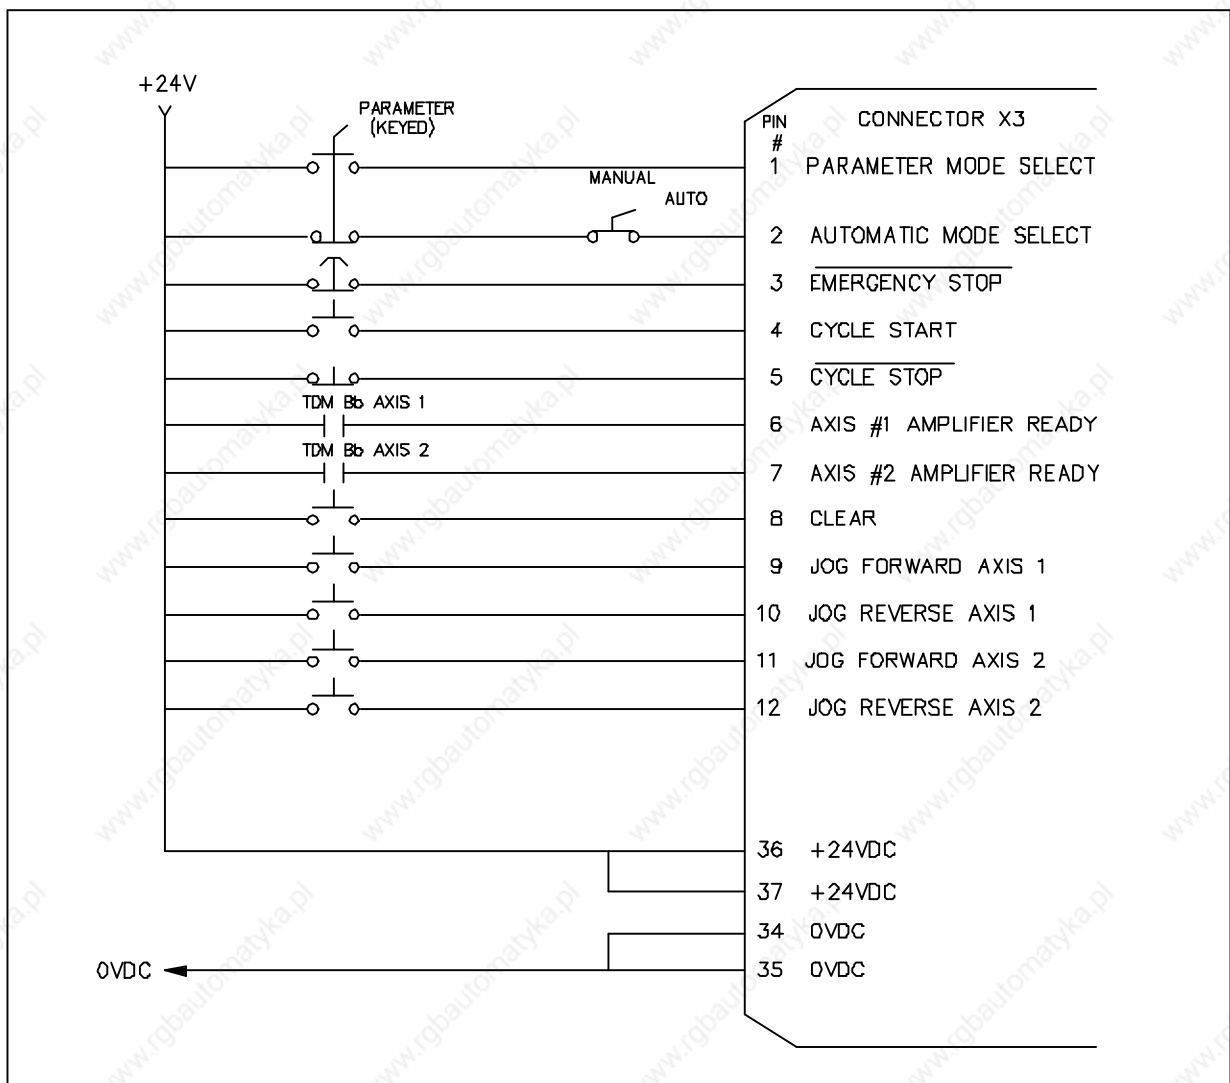 +24V
PARAMETER
(KEYED)
MANUAL
AUTO
PIN
#
CONNECTOR X3
1 PARAMETER MODE SELECT
2 AUTOMATIC MODE SELECT
3 EMERGENCY STOP
4 CYCLE START
5 CYCLE STOP
TDM Bb AXIS 1
6 AXIS #1 AMPLIFIER READY
TDM Bb AXIS 2
7 AXIS #2 AMPLIFIER READY
8 CLEAR
9 JOG FORWARD AXIS 1
10 JOG REVERSE AXIS 1
11 JOG FORWARD AXIS 2
12 JOG REVERSE AXIS 2
36 +24VDC
37 +24VDC
34 0VDC
0VDC
35 0VDC
www.rgbautomatyka.pl